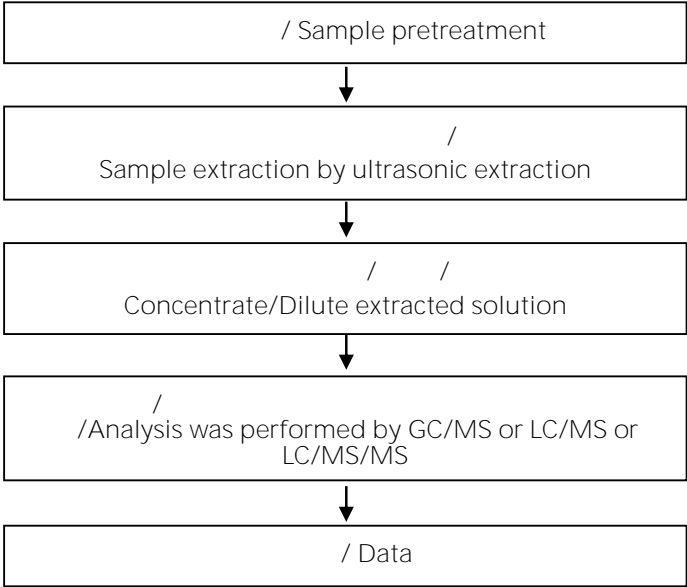 / Sample pretreatment
/
Sample extraction by ultrasonic extraction
/ / /
Concentrate/Dilute extracted solution
/
/Analysis was performed by GC/MS or LC/MS or
LC/MS/MS
/ Data